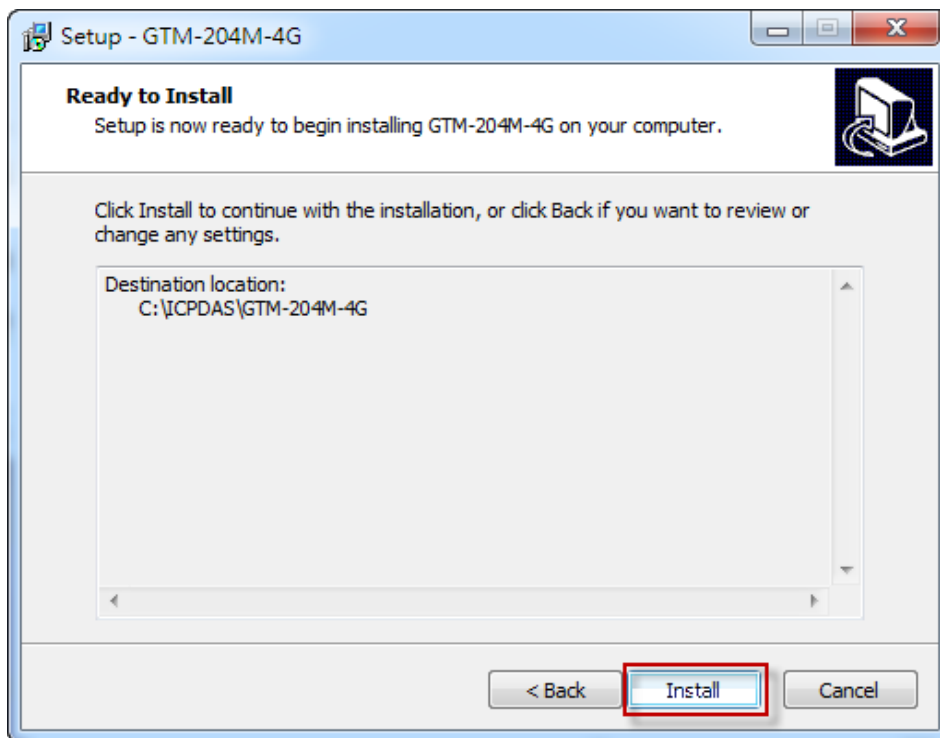 Setup - GTM-204M-4G
Ready to Install
Setup is now ready to begin installing GTM-204M-4G on your computer.
Click Install to continue with the installation, or click Back if you want to review or
change any settings.
Destination location:
C:\ICPDAS\GTM-204M-4G
< Back
Install
Cancel